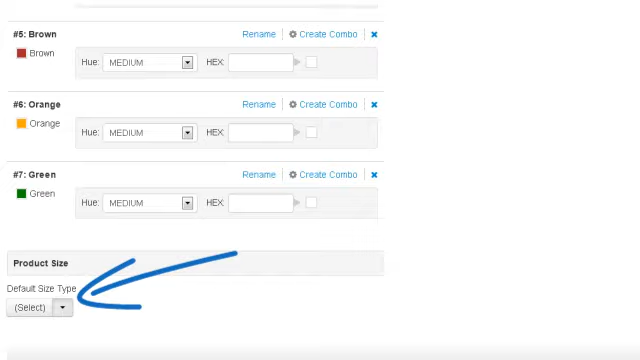 #5: Brown Rename Create Combo
Brown Hue: MEDIUM HEX:
#6: Orange Rename Create Combo
Orange Hue: MEDIUM HEX:
#7: Green Rename Create Combo
Green Hue: MEDIUM HEX:
Product Size
Default Size Type
(Select)